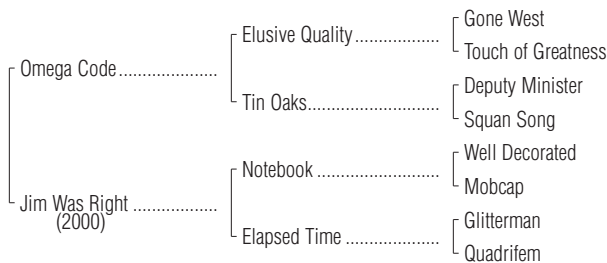 Gone West
Elusive Quality
Touch of Greatness
Omega Code
Deputy Minister
Tin Oaks
Squan Song
Well Decorated
Notebook
Mobcap
Jim Was Right
(2000)
Glitterman
Elapsed Time
Quadrifem